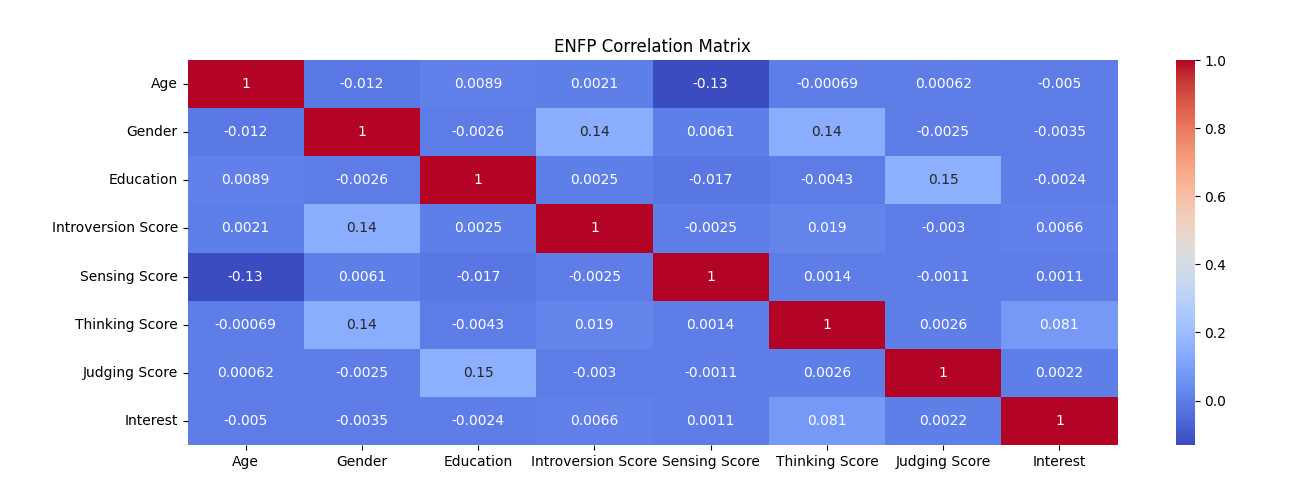 ENFP Correlation Matrix
Age 1 -0.012 0.0089 0.0021 -0.13 -0.00069 0.00062 -0.005
Gender -0.012 1 -0.0026 0.14 0.0061 0.14 -0.0025 -0.0035
Education 0.0089 -0.0026 1 0.0025 -0.017 -0.0043 0.15 -0.0024
Introversion Score 0.0021 0.14 0.0025 1 -0.0025 0.019 -0.003 0.0066
Sensing Score -0.13 0.0061 -0.017 -0.0025 1 0.0014 -0.0011 0.0011
Thinking Score -0.00069 0.14 -0.0043 0.019 0.0014 1 0.0026 0.081
Judging Score 0.00062 -0.0025 0.15 -0.003 -0.0011 0.0026 1 0.0022
Interest -0.005 -0.0035 -0.0024 0.0066 0.0011 0.081 0.0022 1
Age Gender Education Introversion Score Sensing Score Thinking Score Judging Score Interest
1.0
0.8
0.6
0.4
0.2
0.0